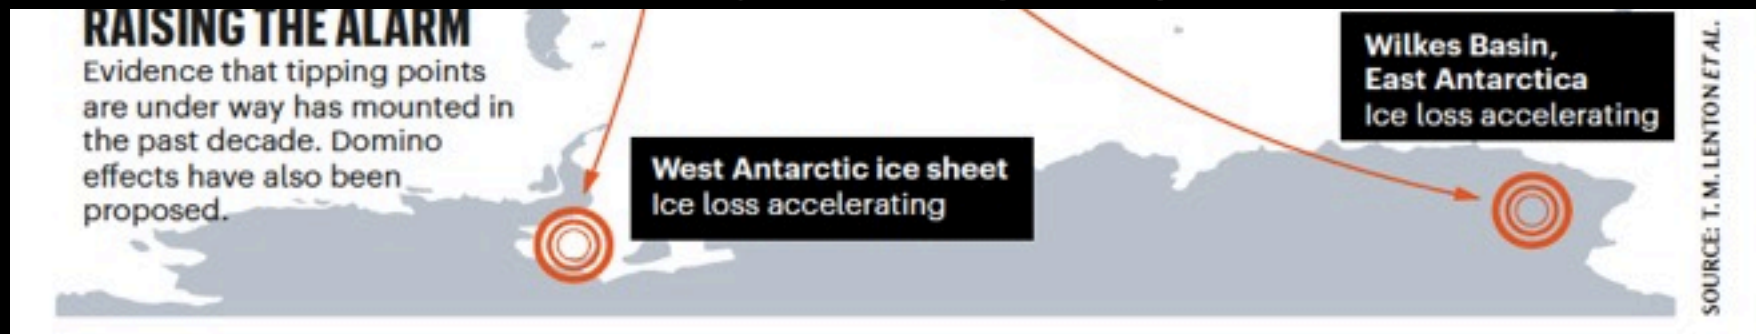 RAISING THE ALARM
Evidence that tipping points
are under way has mounted in
the past decade. Domino
effects have also been
proposed.
West Antarctic ice sheet
Ice loss accelerating
Wilkes Basin,
East Antarctica
Ice loss accelerating
SOURCE: T. M. LENTON ET AL.